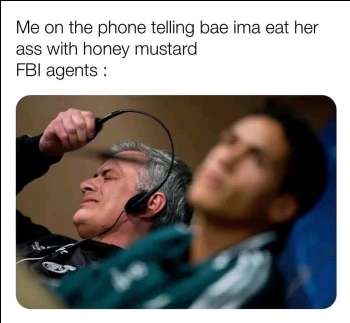 Me on the phone telling bae ima eat her
ass with honey mustard
FBI agents :